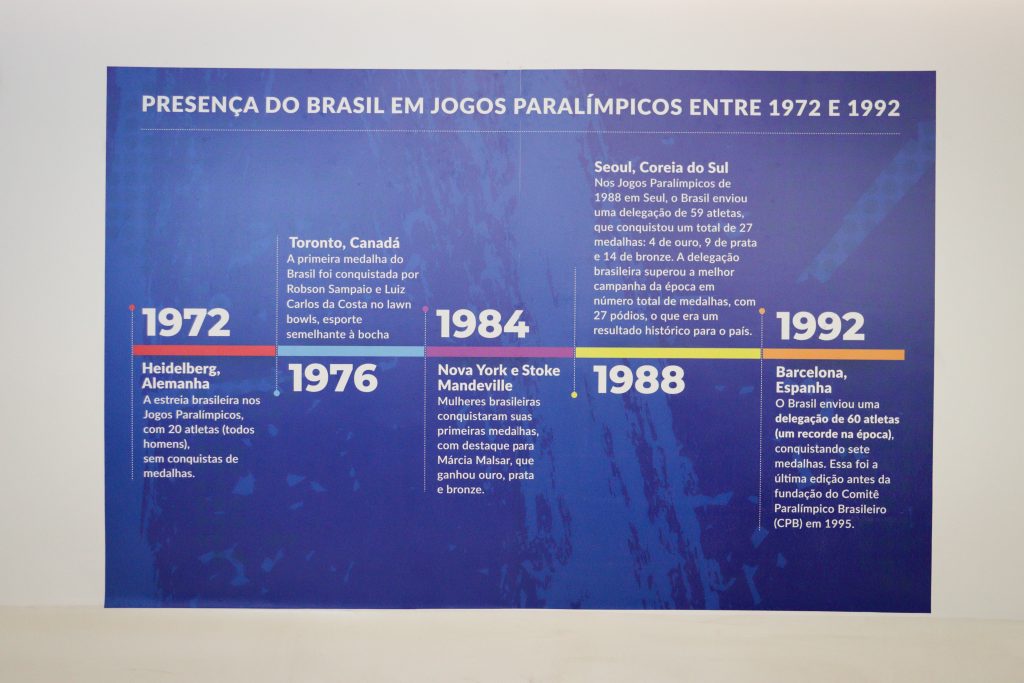 PRESENÇA DO BRASIL EM JOGOS PARALÍMPICOS ENTRE 1972 E 1992
1972
Heidelberg,
Alemanha
A estreia brasileira nos
Jogos Paralímpicos,
com 20 atletas (todos
homens),
sem conquistas de
medalhas.
Toronto, Canadá
A primeira medalha do
Brasil foi conquistada por
Robson Sampaio e Luiz
Carlos da Costa no lawn
bowls, esporte
semelhante à bocha
1976
1984
Nova York e Stoke
Mandeville
Mulheres brasileiras
conquistaram suas
primeiras medalhas,
com destaque para
Márcia Malsar, que
ganhou ouro, prata
e bronze.
Seoul, Coreia do Sul
Nos Jogos Paralímpicos de
1988 em Seul, o Brasil enviou
uma delegação de 59 atletas,
que conquistou um total de 27
medalhas: 4 de ouro, 9 de prata
e 14 de bronze. A delegação
brasileira superou a melhor
campanha da época em
número total de medalhas, com
27 pódios, o que era um
resultado histórico para o país.
1988
1992
Barcelona,
Espanha
O Brasil enviou uma
delegação de 60 atletas
(um recorde na época),
conquistando sete
medalhas. Essa foi a
última edição antes da
fundação do Comitê
Paralímpico Brasileiro
(CPB) em 1995.